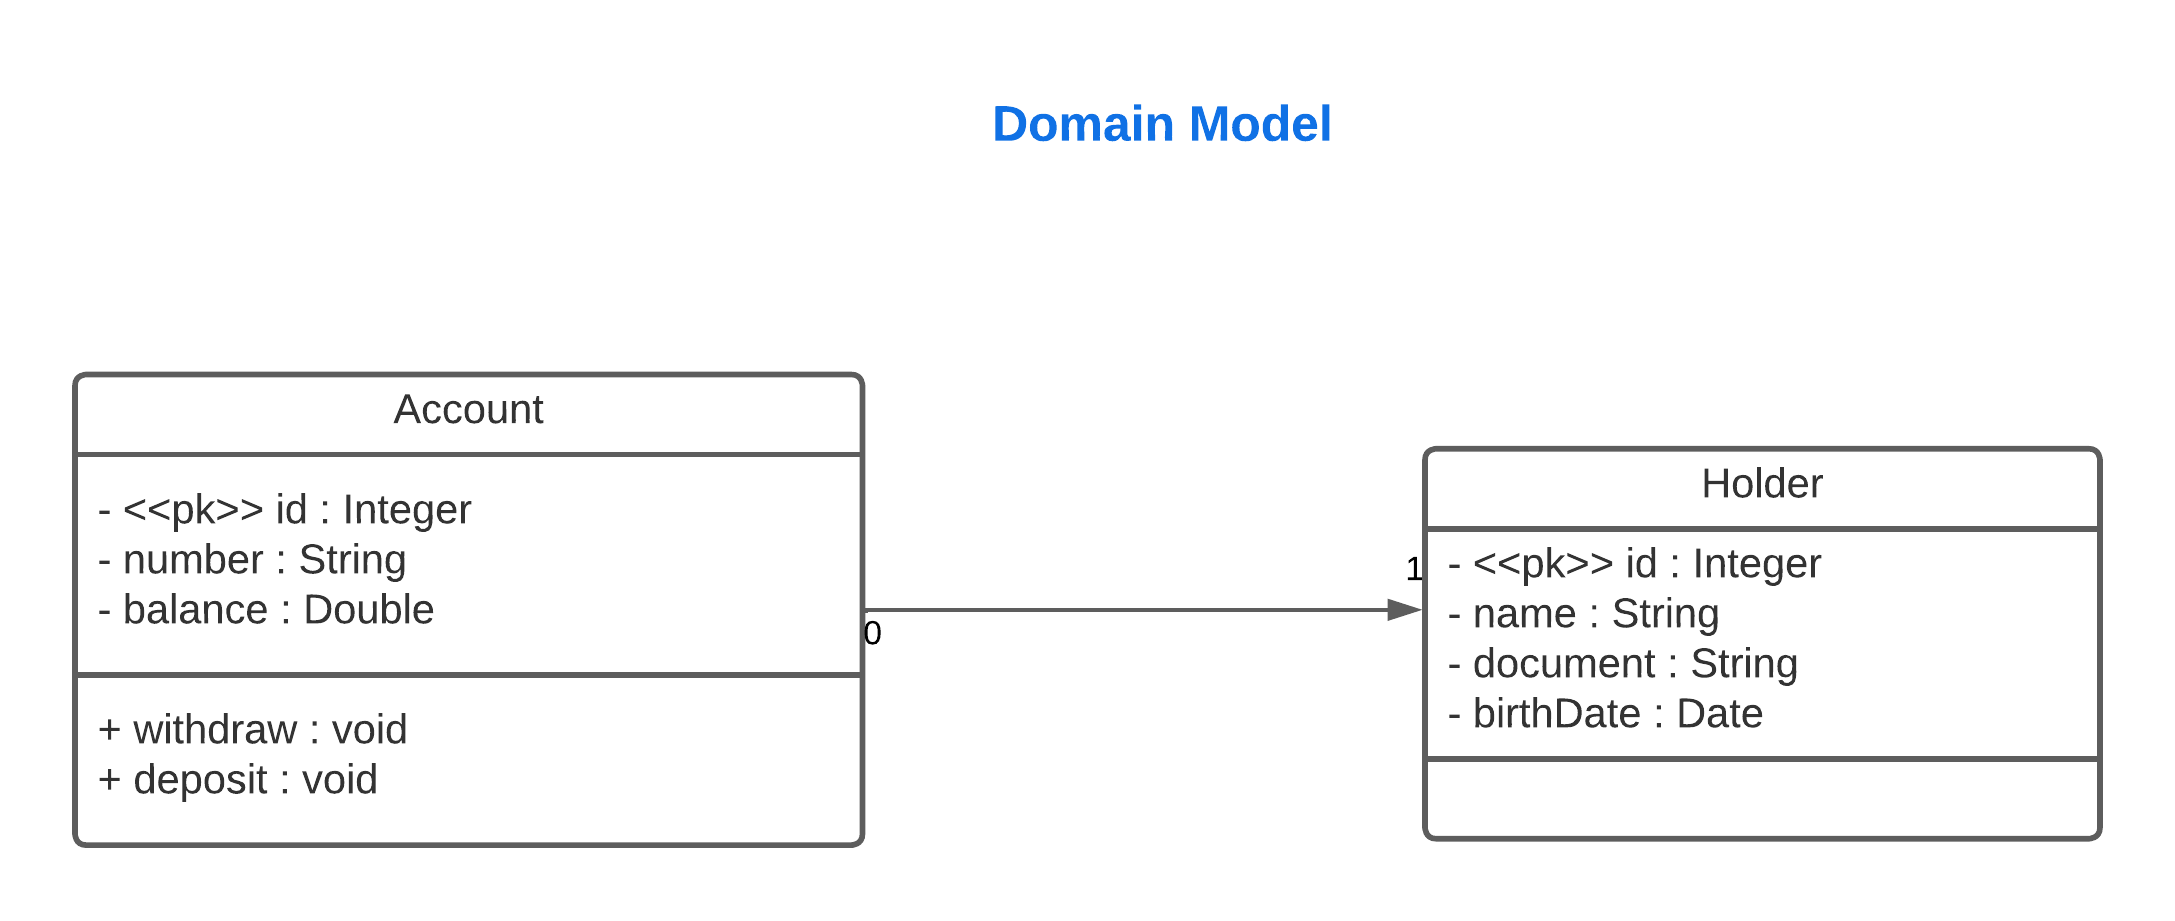 Domain Model
Account
- <<pk>> id : Integer
- number : String
- balance : Double
+ withdraw : void
+ deposit : void
0
1
Holder
- <<pk>> id : Integer
- name : String
- document : String
- birthDate : Date